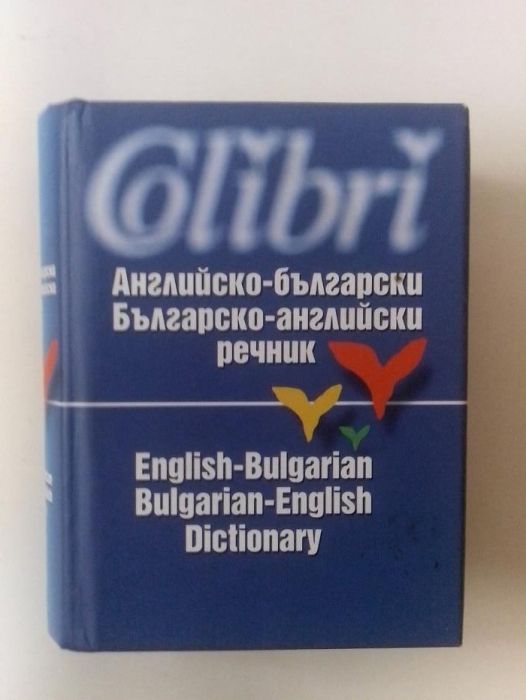 Colibri
Английско-български
Българско-английски
речник
English-Bulgarian
Bulgarian-English
Dictionary